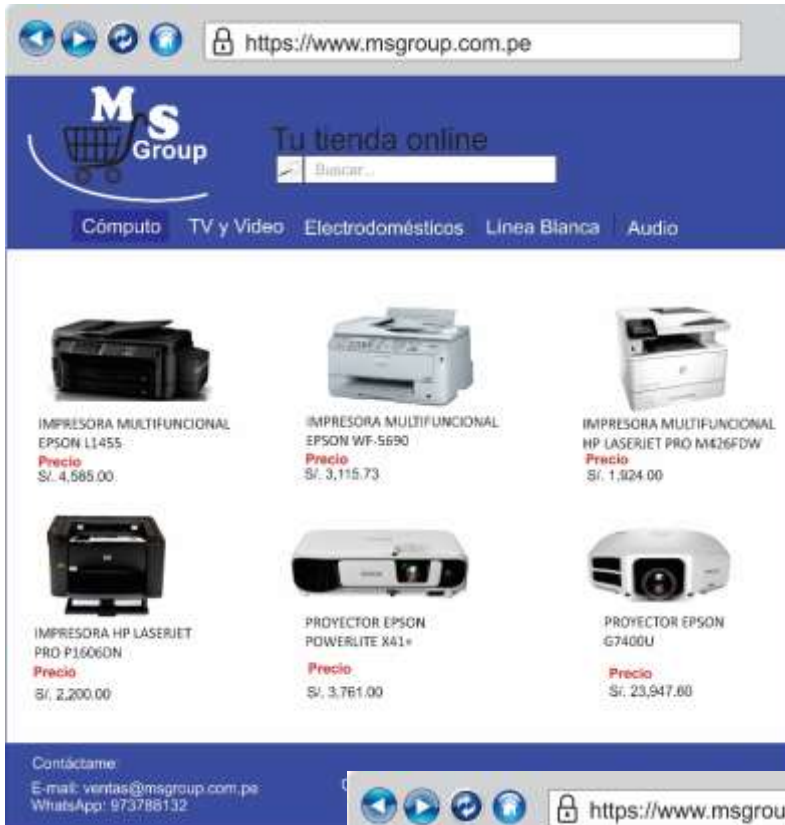 https://www.msgroup.com.pe
M S
Group
Tu tienda online
Buscar...
Cómputo TV y Video Electrodomésticos Línea Blanca Audio
IMPRESORA MULTIFUNCIONAL
EPSON L1455
Precio
S/. 4,585.00
IMPRESORA MULTIFUNCIONAL
EPSON WF-5690
Precio
S/. 3,115.73
IMPRESORA MULTIFUNCIONAL
HP LASERJET PRO M426FDW
Precio
S/. 1,924.00
IMPRESORA HP LASERJET
PRO P1606DN
Precio
S/. 2,200.00
PROYECTOR EPSON
POWERLITE X41+
Precio
S/. 3,761.00
PROYECTOR EPSON
G7400U
Precio
S/. 23,947.60
Contáctame:
E-mail: ventas@msgroup.com.pe
WhatsApp: 973788132
https://www.msgrou